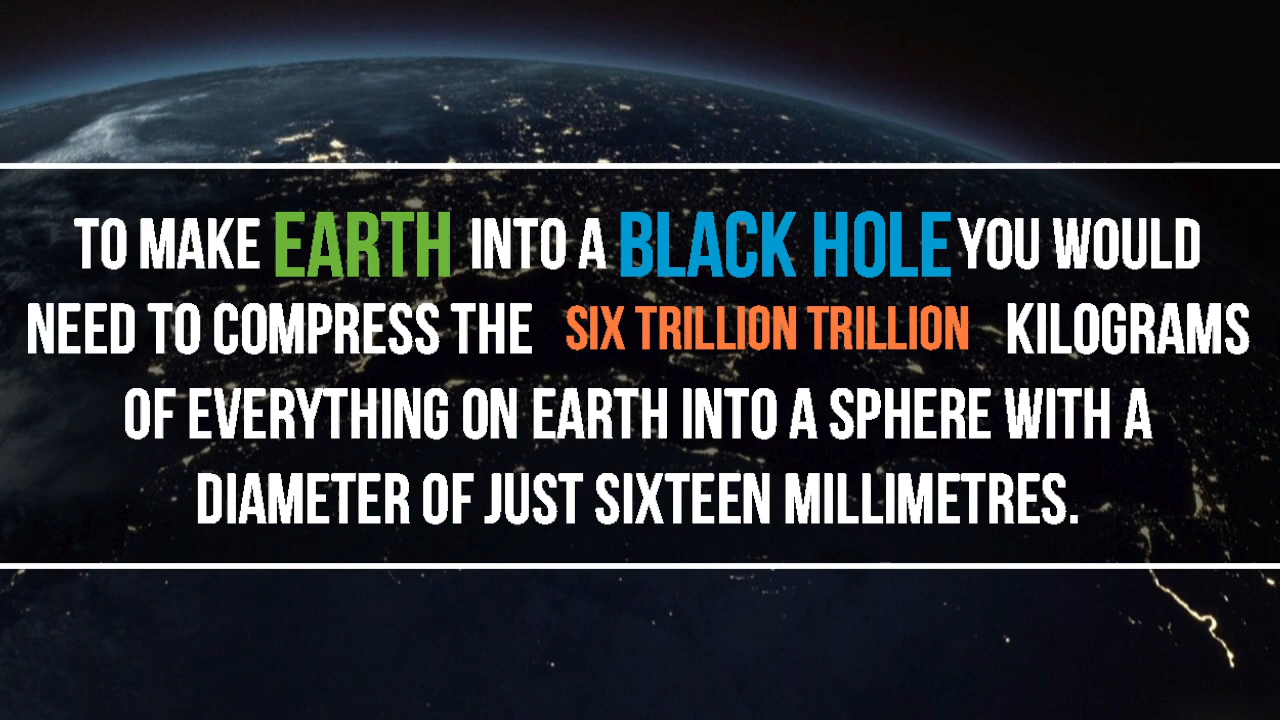 TO MAKE EARTH INTO A BLACK HOLE YOU WOULD
NEED TO COMPRESS THE SIX TRILLION TRILLION KILOGRAMS
OF EVERYTHING ON EARTH INTO A SPHERE WITH A
DIAMETER OF JUST SIXTEEN MILLIMETRES.